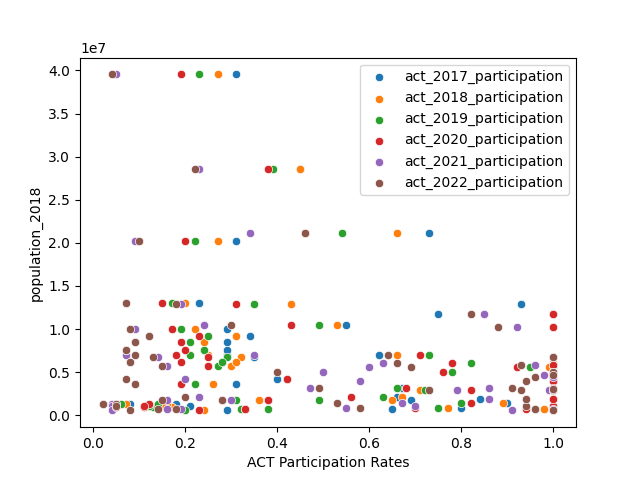 1e7
4.0
3.5
3.0
2.5
2.0
1.5
1.0
0.5
0.0
population_2018
act_2017_participation
act_2018_participation
act_2019_participation
act_2020_participation
act_2021_participation
act_2022_participation
0.0 0.2 0.4 0.6 0.8 1.0
ACT Participation Rates